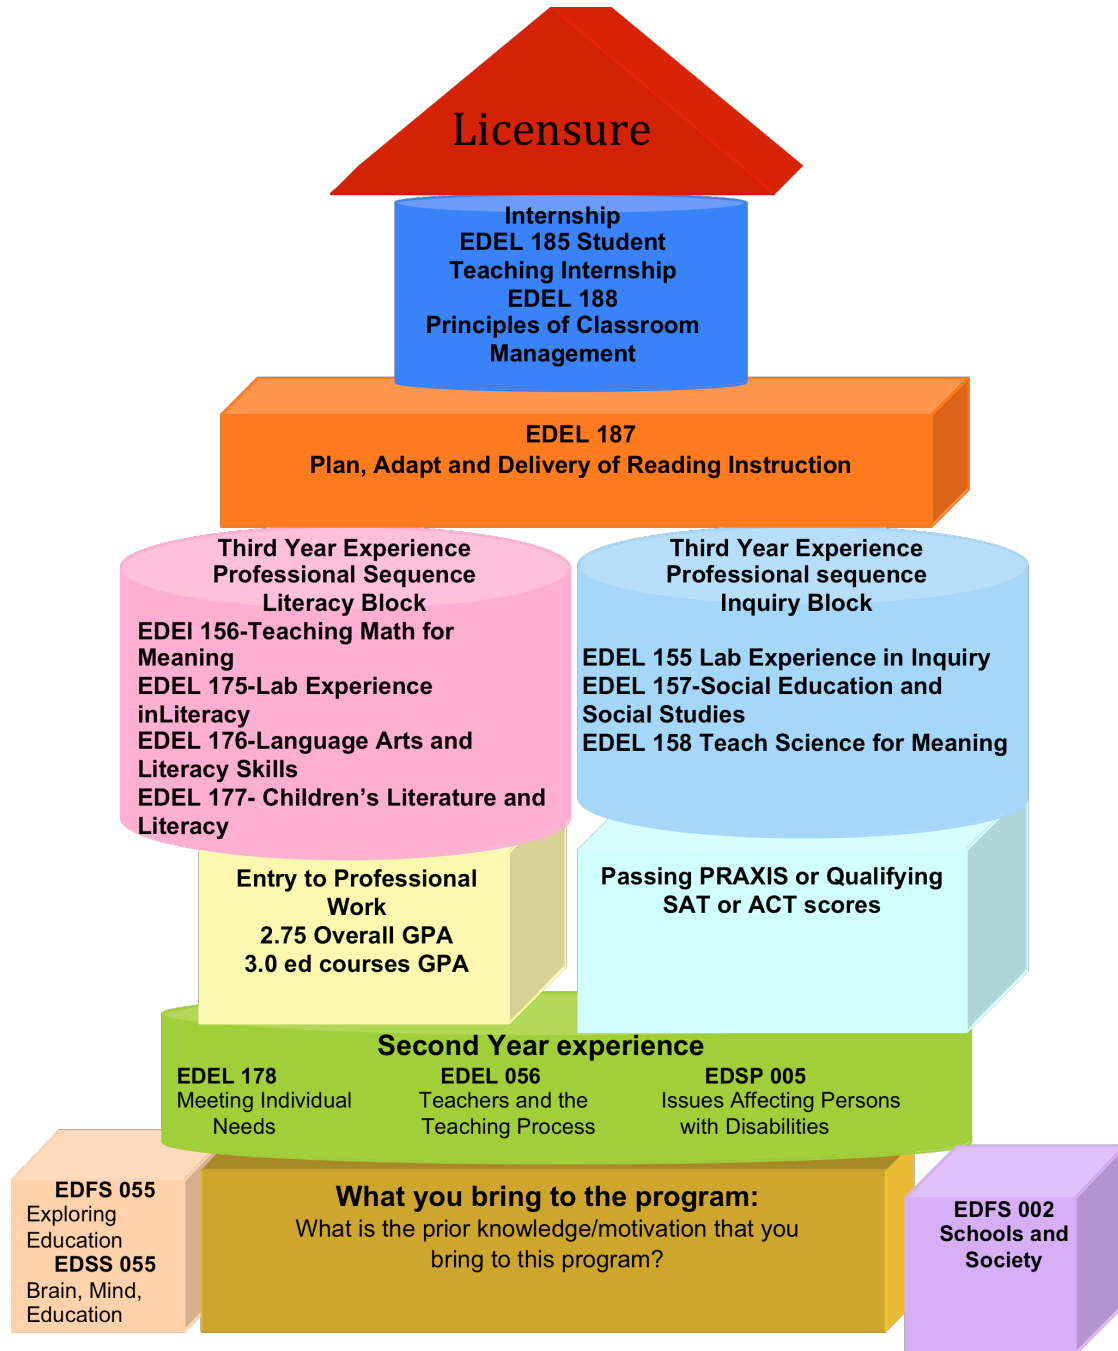 Licensure
Internship
EDEL 185 Student
Teaching Internship
EDEL 188
Principles of Classroom
Management
EDEL 187
Plan, Adapt and Delivery of Reading Instruction
Third Year Experience
Professional Sequence
Literacy Block
EDEl 156-Teaching Math for
Meaning
EDEL 175-Lab Experience
inLiteracy
EDEL 176-Language Arts and
Literacy Skills
EDEL 177- Children’s Literature and
Literacy
Third Year Experience
Professional sequence
Inquiry Block
EDEL 155 Lab Experience in Inquiry
EDEL 157-Social Education and
Social Studies
EDEL 158 Teach Science for Meaning
Entry to Professional
Work
2.75 Overall GPA
3.0 ed courses GPA
Passing PRAXIS or Qualifying
SAT or ACT scores
Second Year experience
EDEL 178
Meeting Individual
Needs
EDEL 056
Teachers and the
Teaching Process
EDSP 005
Issues Affecting Persons
with Disabilities
EDFS 055
Exploring
Education
EDSS 055
Brain, Mind,
Education
What you bring to the program:
What is the prior knowledge/motivation that you
bring to this program?
EDFS 002
Schools and
Society